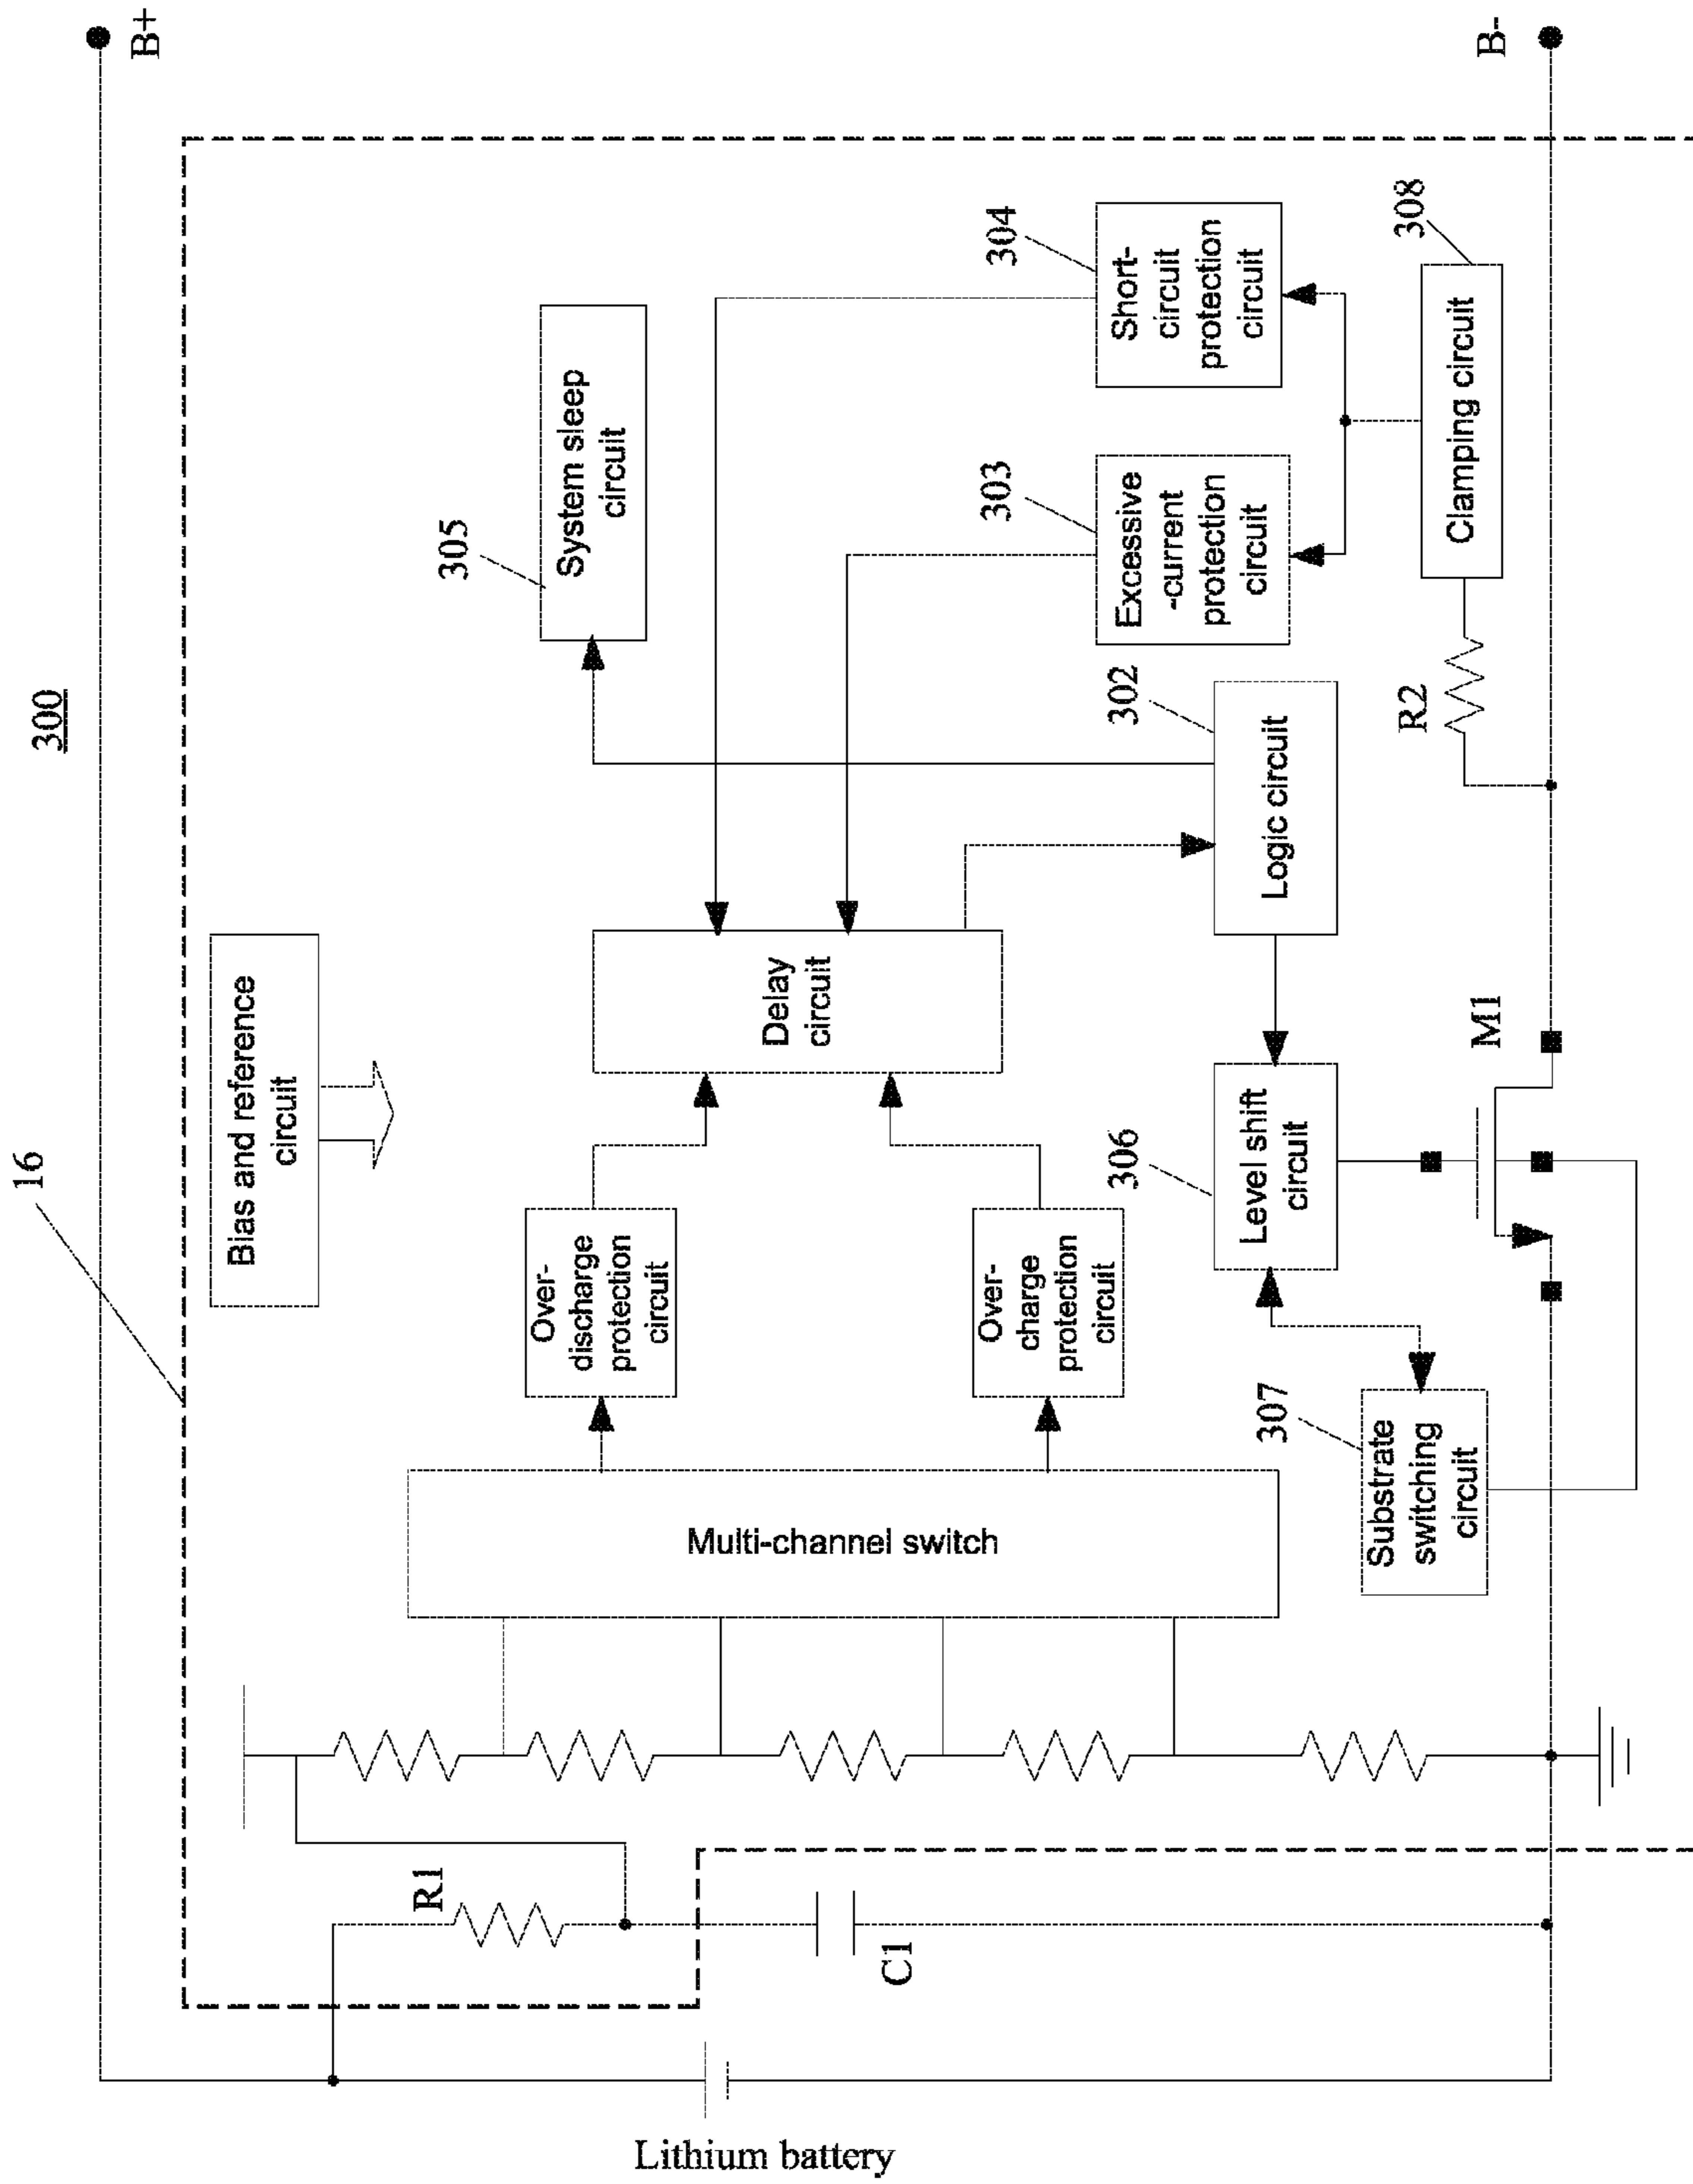 300
B+
16
Bias and reference
circuit
305
System sleep
circuit
Over-
discharge
protection
circuit
Delay
circuit
304
Short-
circuit
protection
circuit
303
Excessive
-current
protection
circuit
Multi-channel switch
Over-
charge
protection
circuit
302
Logic circuit
306
Level shift
circuit
308
Clamping circuit
R2
307
Substrate
switching
circuit
M1
B-
R1
C1
Lithium battery